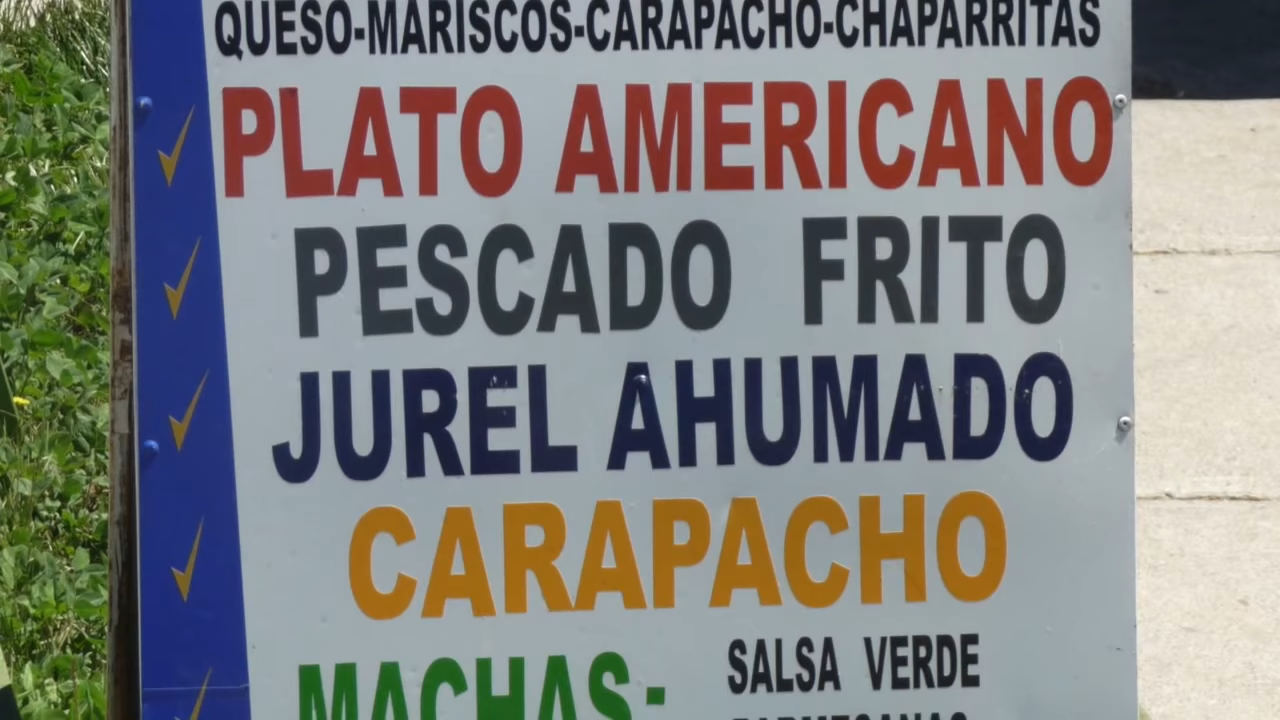 QUESO-MARISCOS-CARAPACHO-CHAPARRITAS
PLATO AMERICANO
PESCADO FRITO
JUREL AHUMADO
CARAPACHO
MACHAS-
SALSA VERDE